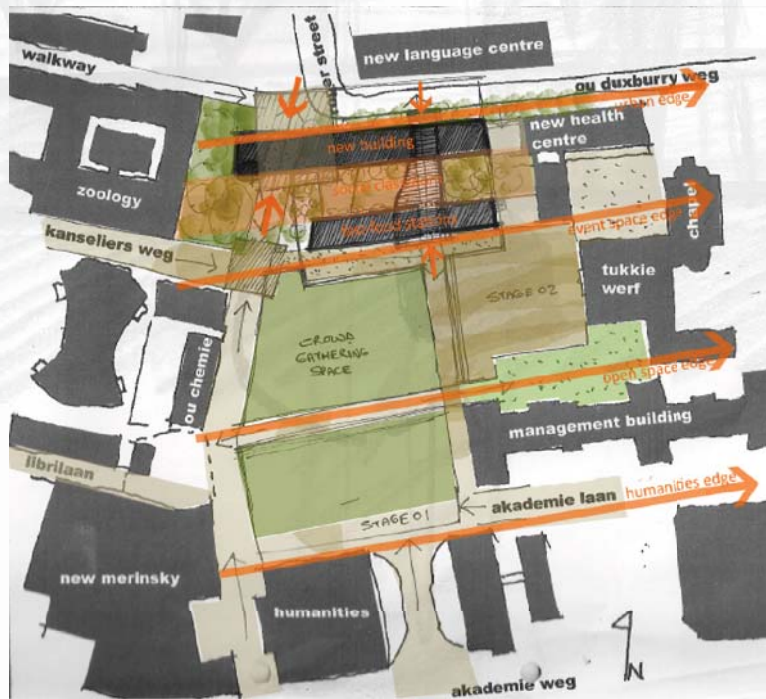 new language centre
walkway
ou duxburry weg
urban edge
new health
centre
new building
zoology
chapel
kanseliers weg
event space edge
tukkie
werf
STAGE 02
CROWD
GATHERING
SPACE
ou chemie
open space edge
management building
librilaan
akademie laan
humanities edge
STAGE 01
new merinsky
humanities
N
akademie weg